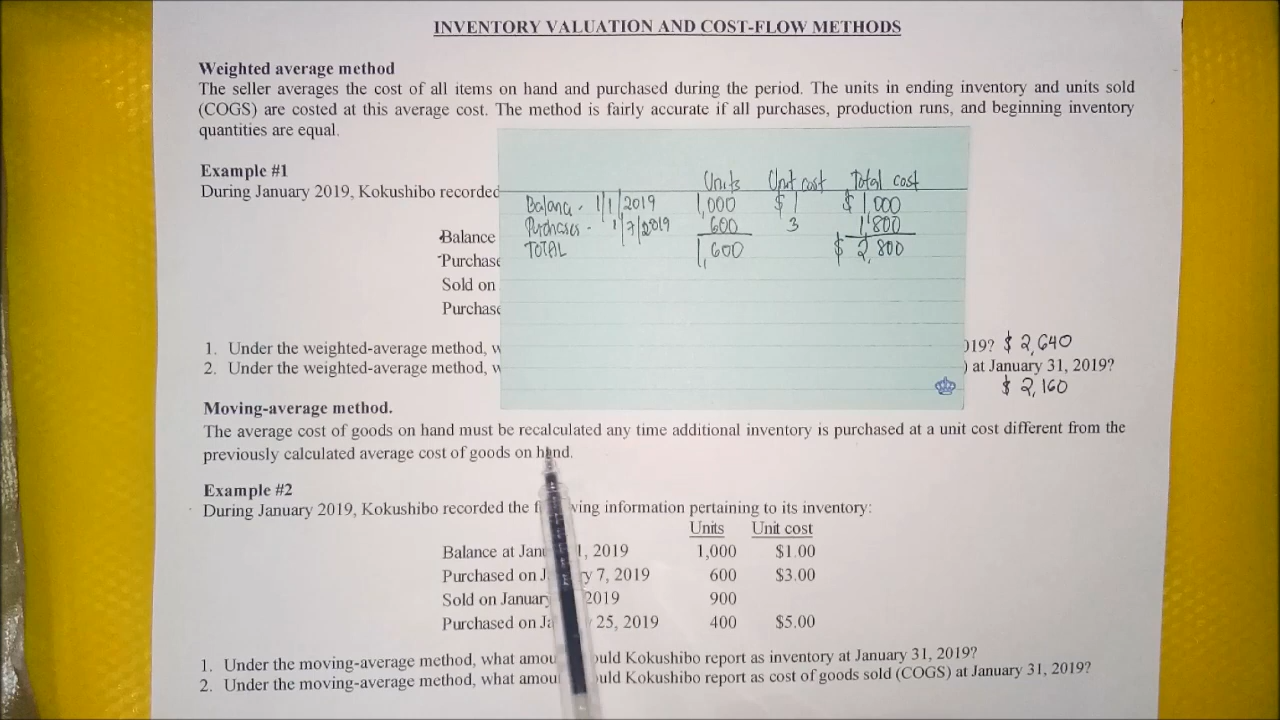 INVENTORY VALUATION AND COST-FLOW METHODS
Weighted average method
The seller averages the cost of all items on hand and purchased during the period. The units in ending inventory and units sold
(COGS) are costed at this average cost. The method is fairly accurate if all purchases, production runs, and beginning inventory
quantities are equal.
Example #1
During January 2019, Kokushibo recorded
Units Unit cost Total cost
Balance - 1/1/2019 1,000 $ 1 $ 1,000
Purchases - 1/7/2019 600 3 1,800
TOTAL 1,600 $ 2,800
Balance
Purchase
Sold on
Purchase
1. Under the weighted-average method, 019? $ 2,640
2. Under the weighted-average method, ) at January 31, 2019?
$ 2,160
Moving-average method.
The average cost of goods on hand must be recalculated any time additional inventory is purchased at a unit cost different from the
previously calculated average cost of goods on hand.
Example #2
During January 2019, Kokushibo recorded the information pertaining to its inventory:
Units Unit cost
Balance at 1, 2019 1,000 $1.00
Purchased on 7, 2019 600 $3.00
Sold on January 2019 900
Purchased on 25, 2019 400 $5.00
1. Under the moving-average method, what Kokushibo report as inventory at January 31, 2019?
2. Under the moving-average method, what Kokushibo report as cost of goods sold (COGS) at January 31, 2019?